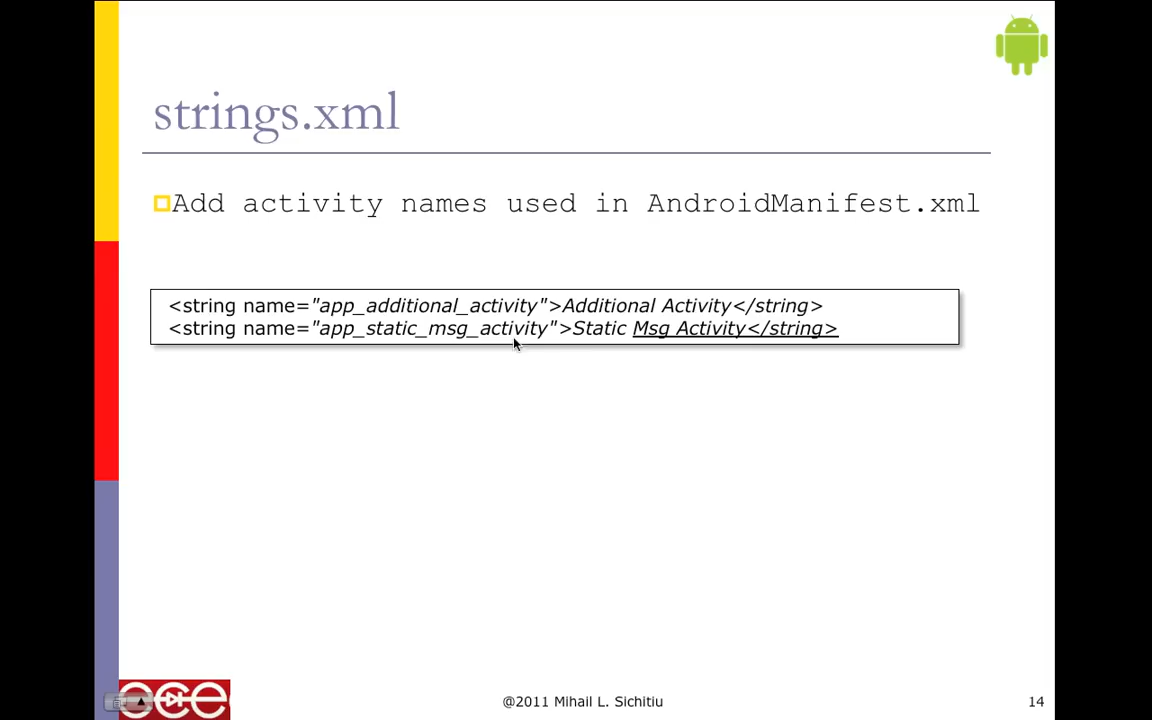 strings.xml
Add activity names used in AndroidManifest.xml
<string name="app_additional_activity">Additional Activity</string>
<string name="app_static_msg_activity">Static Msg Activity</string>
ece
@2011 Mihail L. Sichitiu
14